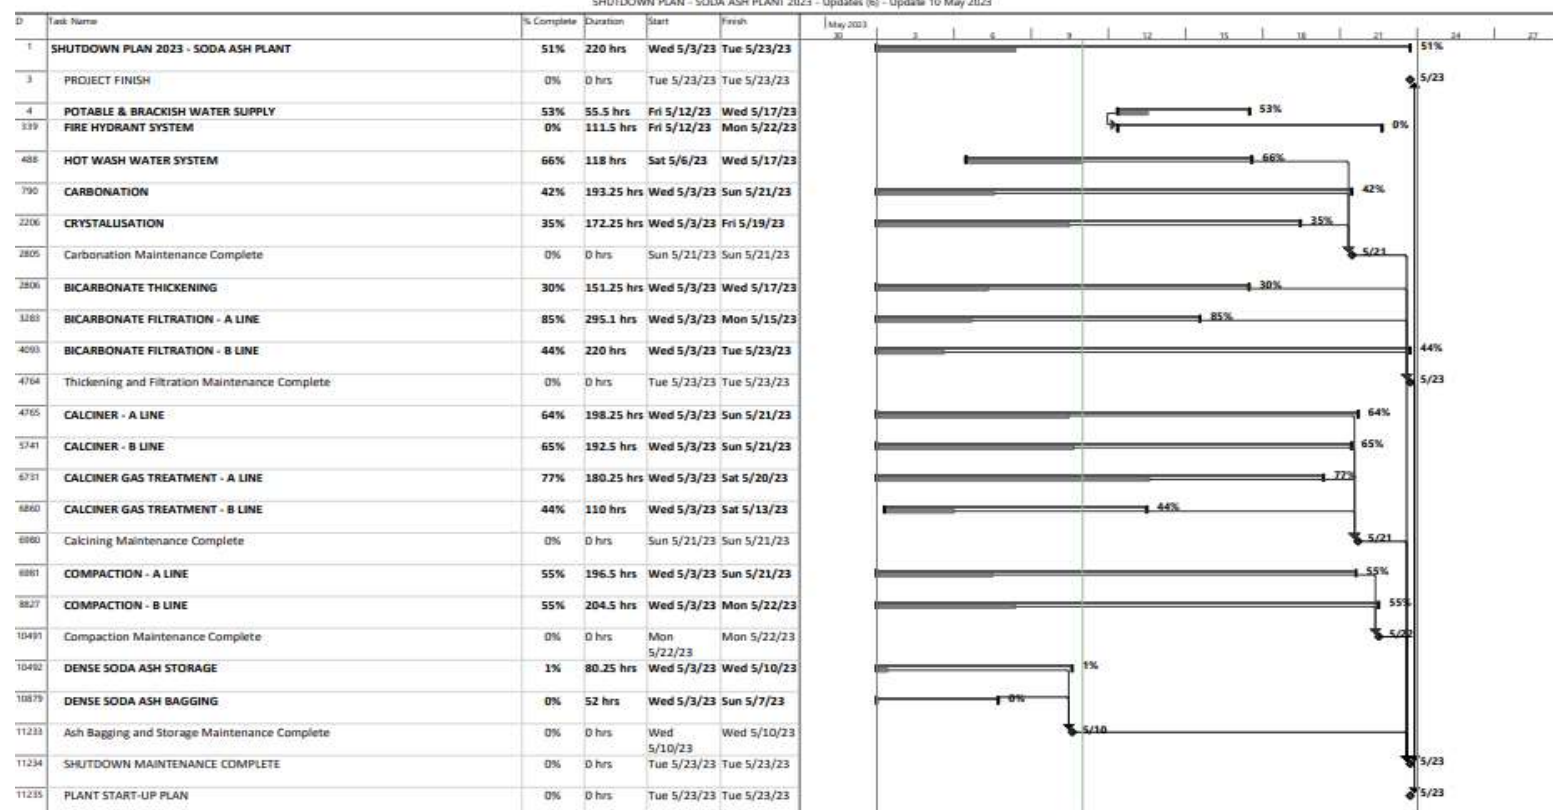 SHUTDOWN PLAN - SODA ASH PLANT 2023 - Updates (6) - Update 10 May 2023
D Task Name % Complete Duration Start Finish May 2023
30 3 6 9 12 15 18 21 24 27
1 SHUTDOWN PLAN 2023 - SODA ASH PLANT 51% 220 hrs Wed 5/3/23 Tue 5/23/23 51%
3 PROJECT FINISH 0% 0 hrs Tue 5/23/23 Tue 5/23/23 5/23
4 POTABLE & BRACKISH WATER SUPPLY 53% 55.5 hrs Fri 5/12/23 Wed 5/17/23 53%
339 FIRE HYDRANT SYSTEM 0% 111.5 hrs Fri 5/12/23 Mon 5/22/23 0%
488 HOT WASH WATER SYSTEM 66% 118 hrs Sat 5/6/23 Wed 5/17/23 66%
790 CARBONATION 42% 193.25 hrs Wed 5/3/23 Sun 5/21/23 42%
2206 CRYSTALLISATION 35% 172.25 hrs Wed 5/3/23 Fri 5/19/23 35%
2805 Carbonation Maintenance Complete 0% 0 hrs Sun 5/21/23 Sun 5/21/23 5/21
2806 BICARBONATE THICKENING 30% 151.25 hrs Wed 5/3/23 Wed 5/17/23 30%
3283 BICARBONATE FILTRATION - A LINE 85% 295.1 hrs Wed 5/3/23 Mon 5/15/23 85%
4093 BICARBONATE FILTRATION - B LINE 44% 220 hrs Wed 5/3/23 Tue 5/23/23 44%
4764 Thickening and Filtration Maintenance Complete 0% 0 hrs Tue 5/23/23 Tue 5/23/23 5/23
4765 CALCINER - A LINE 64% 198.25 hrs Wed 5/3/23 Sun 5/21/23 64%
5741 CALCINER - B LINE 65% 192.5 hrs Wed 5/3/23 Sun 5/21/23 65%
6731 CALCINER GAS TREATMENT - A LINE 77% 180.25 hrs Wed 5/3/23 Sat 5/20/23 77%
6860 CALCINER GAS TREATMENT - B LINE 44% 110 hrs Wed 5/3/23 Sat 5/13/23 44%
6980 Calcining Maintenance Complete 0% 0 hrs Sun 5/21/23 Sun 5/21/23 5/21
6981 COMPACTION - A LINE 55% 196.5 hrs Wed 5/3/23 Sun 5/21/23 55%
8827 COMPACTION - B LINE 55% 204.5 hrs Wed 5/3/23 Mon 5/22/23 55%
10491 Compaction Maintenance Complete 0% 0 hrs Mon 5/22/23 Mon 5/22/23 5/22
10492 DENSE SODA ASH STORAGE 1% 80.25 hrs Wed 5/3/23 Wed 5/10/23 1%
10879 DENSE SODA ASH BAGGING 0% 52 hrs Wed 5/3/23 Sun 5/7/23 0%
11233 Ash Bagging and Storage Maintenance Complete 0% 0 hrs Wed 5/10/23 Wed 5/10/23 5/10
11234 SHUTDOWN MAINTENANCE COMPLETE 0% 0 hrs Tue 5/23/23 Tue 5/23/23 5/23
11235 PLANT START-UP PLAN 0% 0 hrs Tue 5/23/23 Tue 5/23/23 5/23